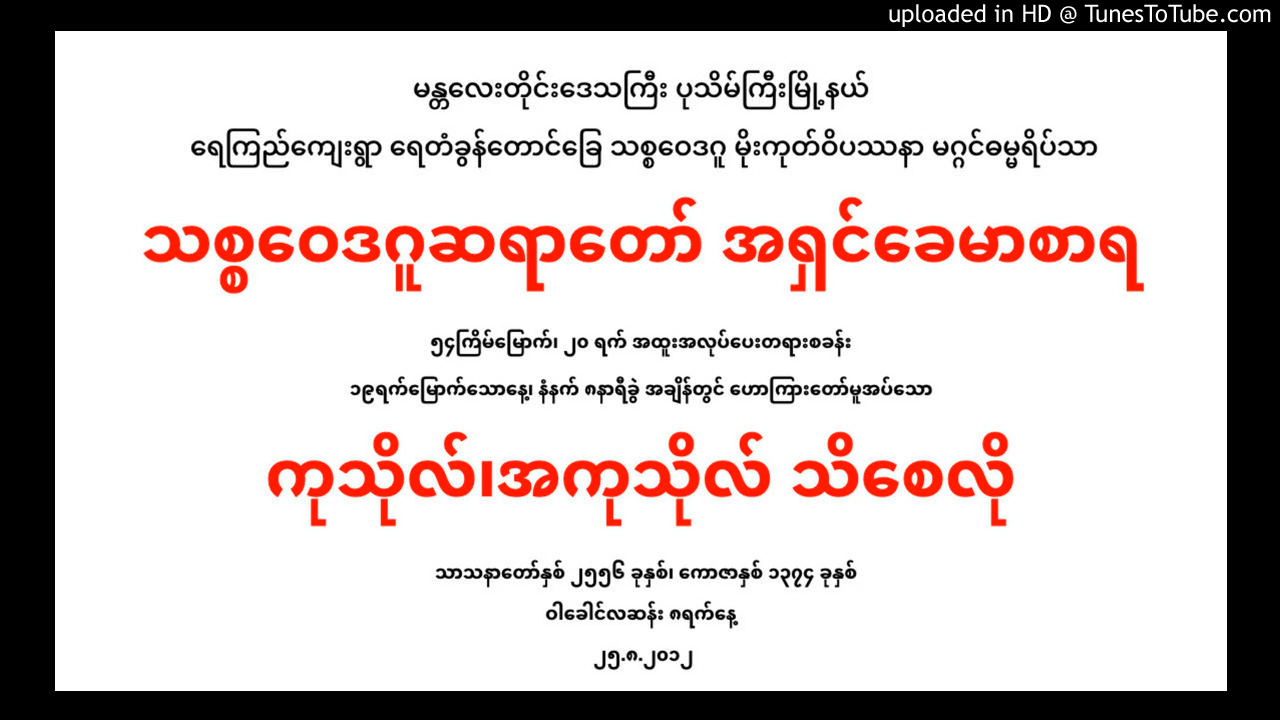 uploaded in HD @ TunesToTube.com
မန္တလေးတိုင်းဒေသကြီး ပုသိမ်ကြီးမြို့နယ်
ရေကြည်ကျေးရွာ ရေတံခွန်တောင်ခြေ သစ္စဝေဒဂူ မိုးကုတ်ဝိပဿနာ မဂ္ဂင်ဓမ္မရိပ်သာ
သစ္စဝေဒဂူဆရာတော် အရှင်ခေမာစာရ
၅၄ကြိမ်မြောက်၊ ၂၀ ရက် အထူးအလုပ်ပေးတရားစခန်း
၁၉ရက်မြောက်သောနေ့၊ နံနက် ၈နာရီခွဲ အချိန်တွင် ဟောကြားတော်မူအပ်သော
ကုသိုလ်၊အကုသိုလ် သိစေလို
သာသနာတော်နှစ် ၂၅၅၆ ခုနှစ်၊ ကောဇာနှစ် ၁၃၇၄ ခုနှစ်
ဝါခေါင်လဆန်း ၈ရက်နေ့
၂၅.၈.၂၀၁၂